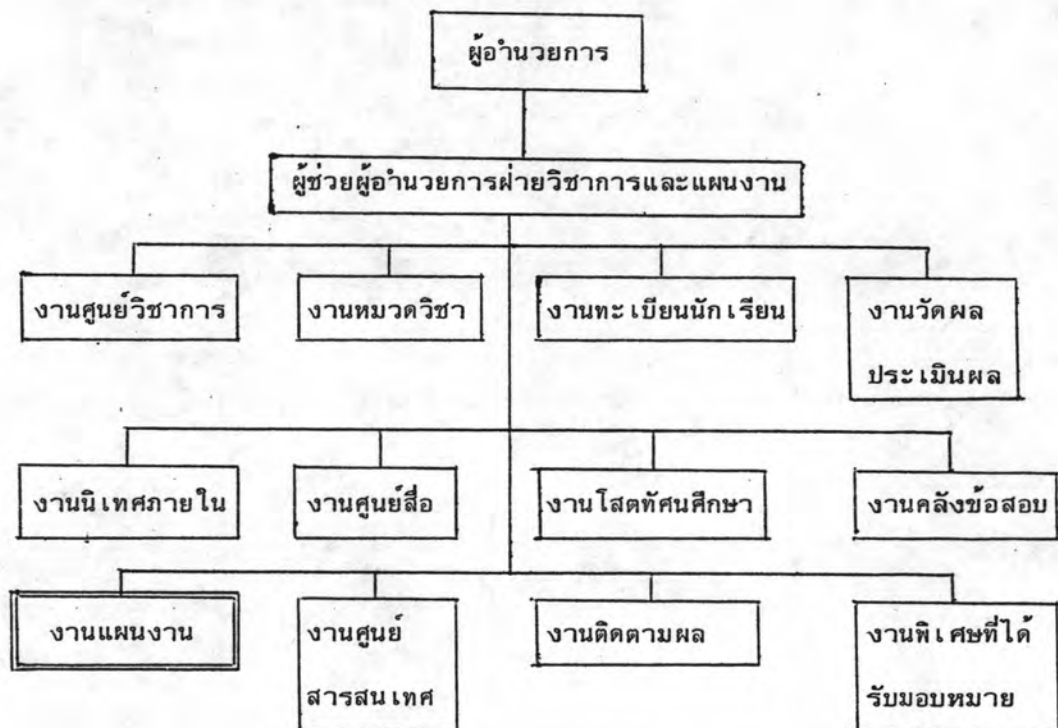 ผู้อำนวยการ
ผู้ช่วยผู้อำนวยการฝ่ายวิชาการและแผนงาน
งานศูนย์วิชาการ
งานหมวดวิชา
งานทะเบียนนักเรียน
งานวัดผล
ประเมินผล
งานนิเทศภายใน
งานศูนย์สื่อ
งานโสตทัศนศึกษา
งานคลังข้อสอบ
งานแผนงาน
งานศูนย์
สารสนเทศ
งานติดตามผล
งานพิเศษที่ได้
รับมอบหมาย